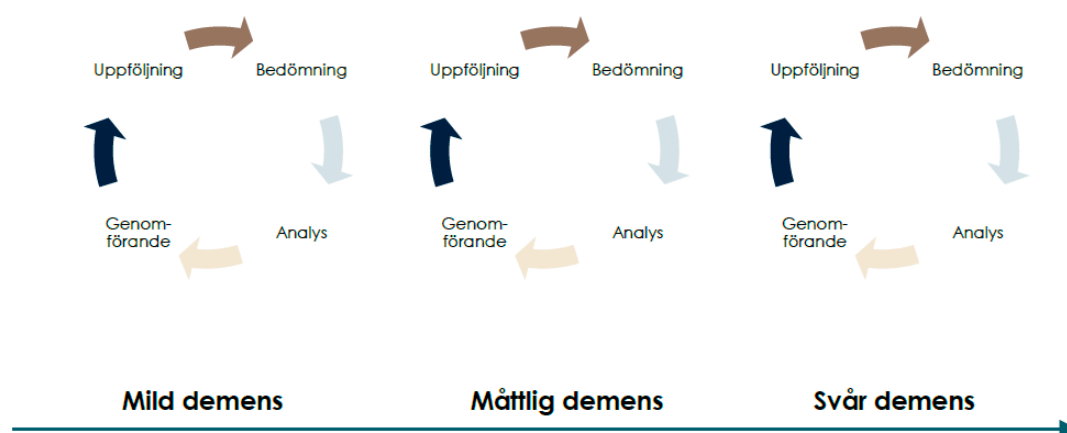 Uppföljning
Bedömning
Genom-
förande
Analys
Uppföljning
Bedömning
Genom-
förande
Analys
Uppföljning
Bedömning
Genom-
förande
Analys
Mild demens
Måttlig demens
Svår demens